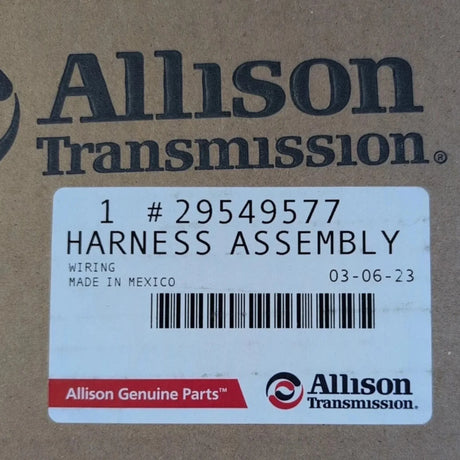 Allison
Transmission®
1 #29549577
HARNESS ASSEMBLY
WIRING
MADE IN MEXICO 03-06-23
Allison Genuine Parts™
Allison
Transmission®